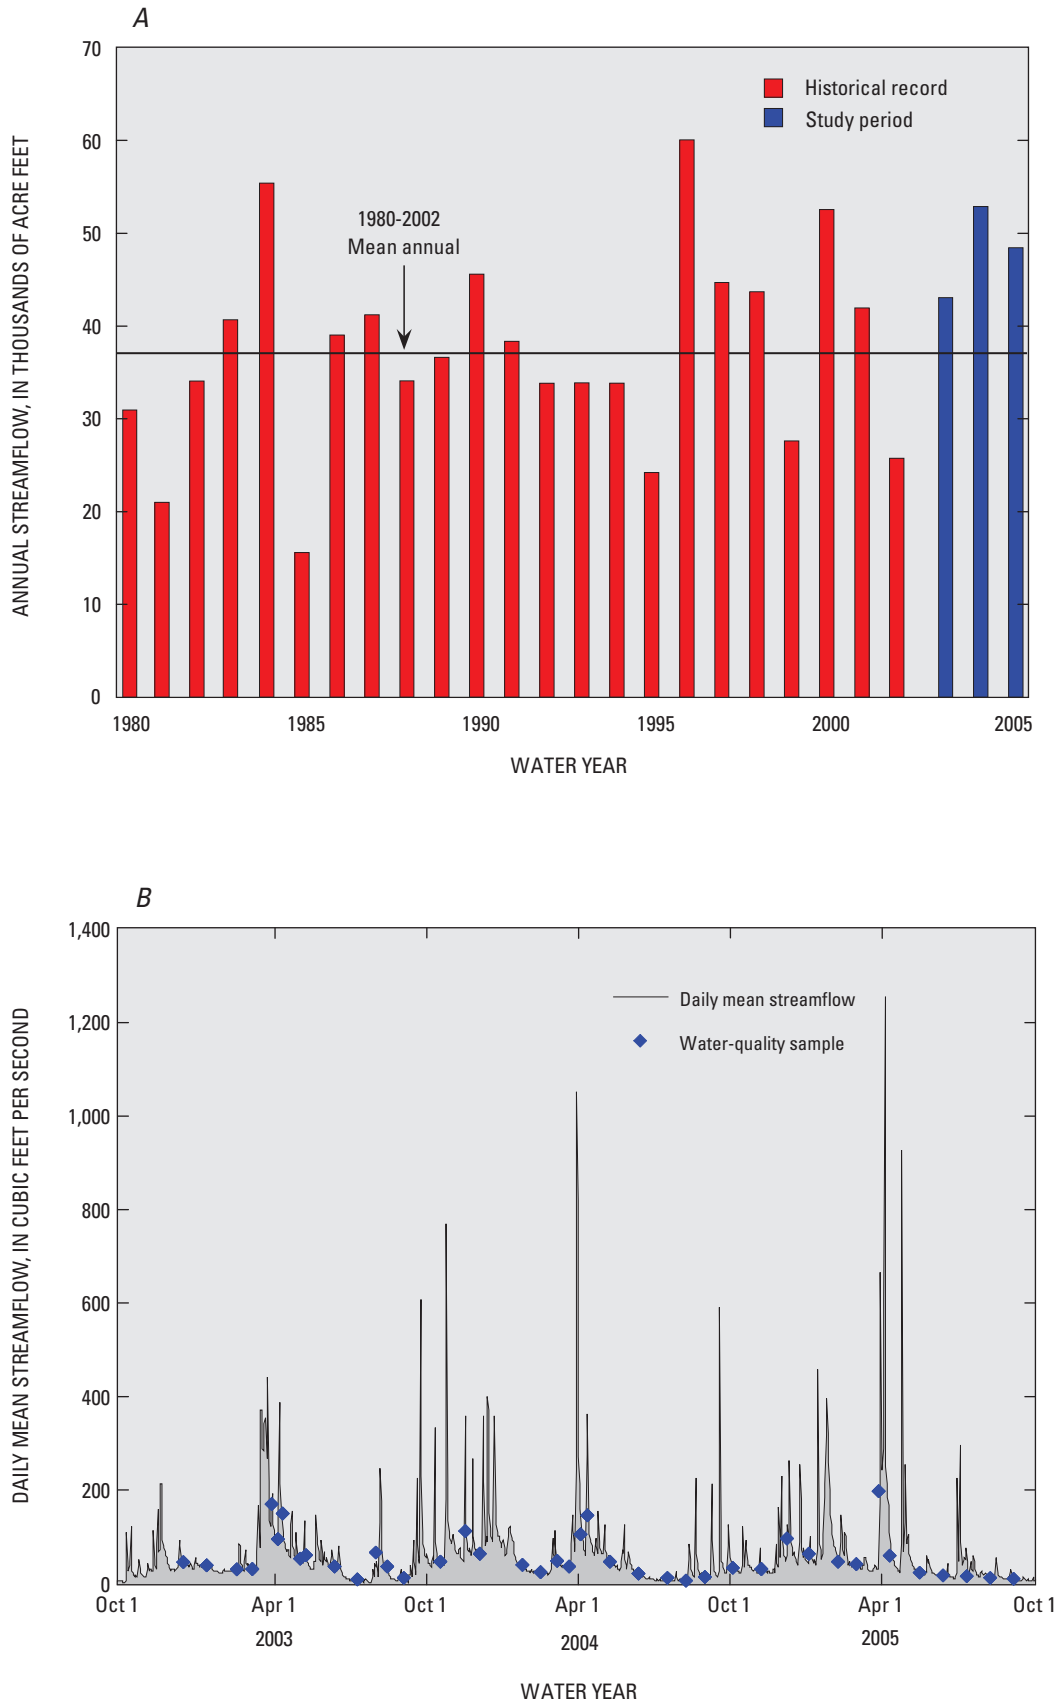 A
ANNUAL STREAMFLOW, IN THOUSANDS OF ACRE FEET
70
60
50
40
30
20
10
0
Historical record
Study period
1980-2002
Mean annual
1980
1985
1990
1995
2000
2005
WATER YEAR
B
DAILY MEAN STREAMFLOW, IN CUBIC FEET PER SECOND
1,400
1,200
1,000
800
600
400
200
0
Daily mean streamflow
Water-quality sample
Oct 1
Apr 1
Oct 1
Apr 1
Oct 1
Apr 1
Oct 1
2003
2004
2005
WATER YEAR